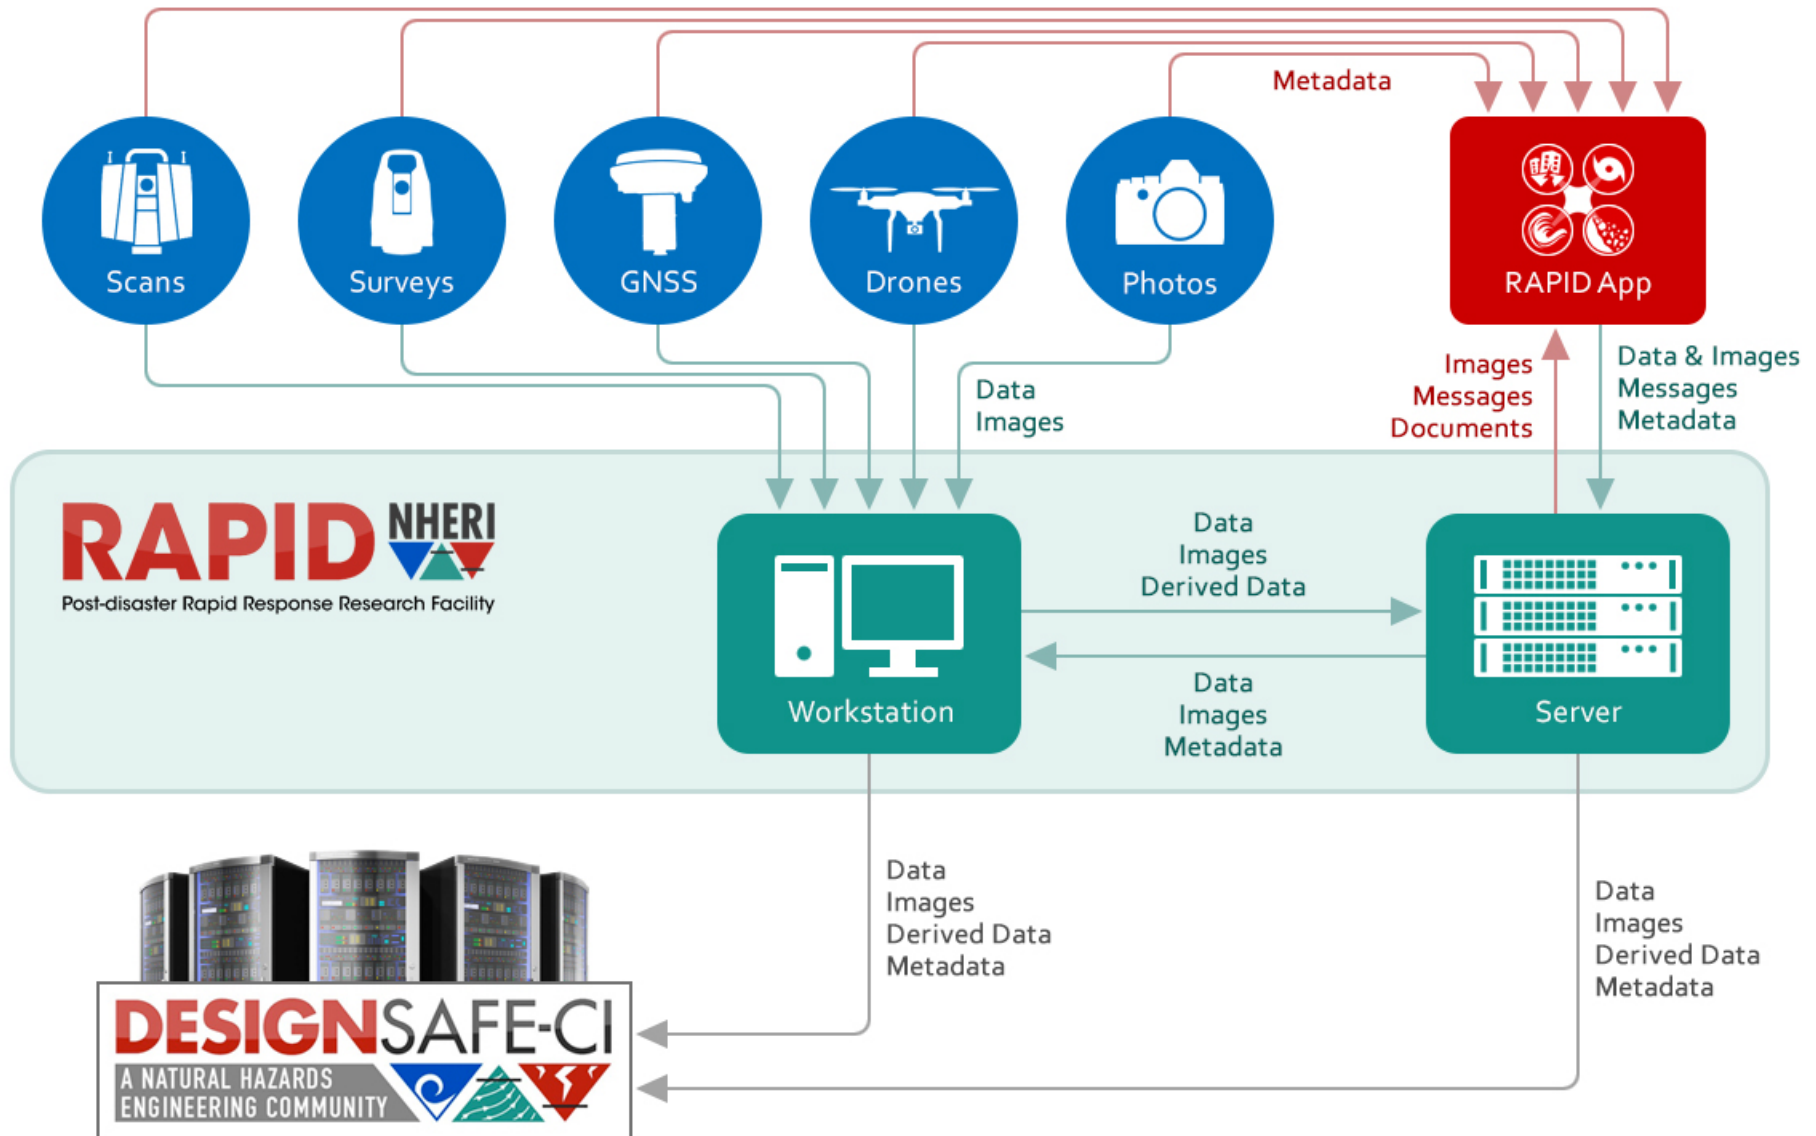 Metadata
Scans
Surveys
GNSS
Drones
Photos
RAPID App
Data
Images
Images
Messages
Documents
Data & Images
Messages
Metadata
RAPID NHERI
Post-disaster Rapid Response Research Facility
Data
Images
Derived Data
Data
Images
Metadata
Workstation
Server
Data
Images
Derived Data
Metadata
Data
Images
Derived Data
Metadata
DESIGNSAFE-CI
A NATURAL HAZARDS
ENGINEERING COMMUNITY